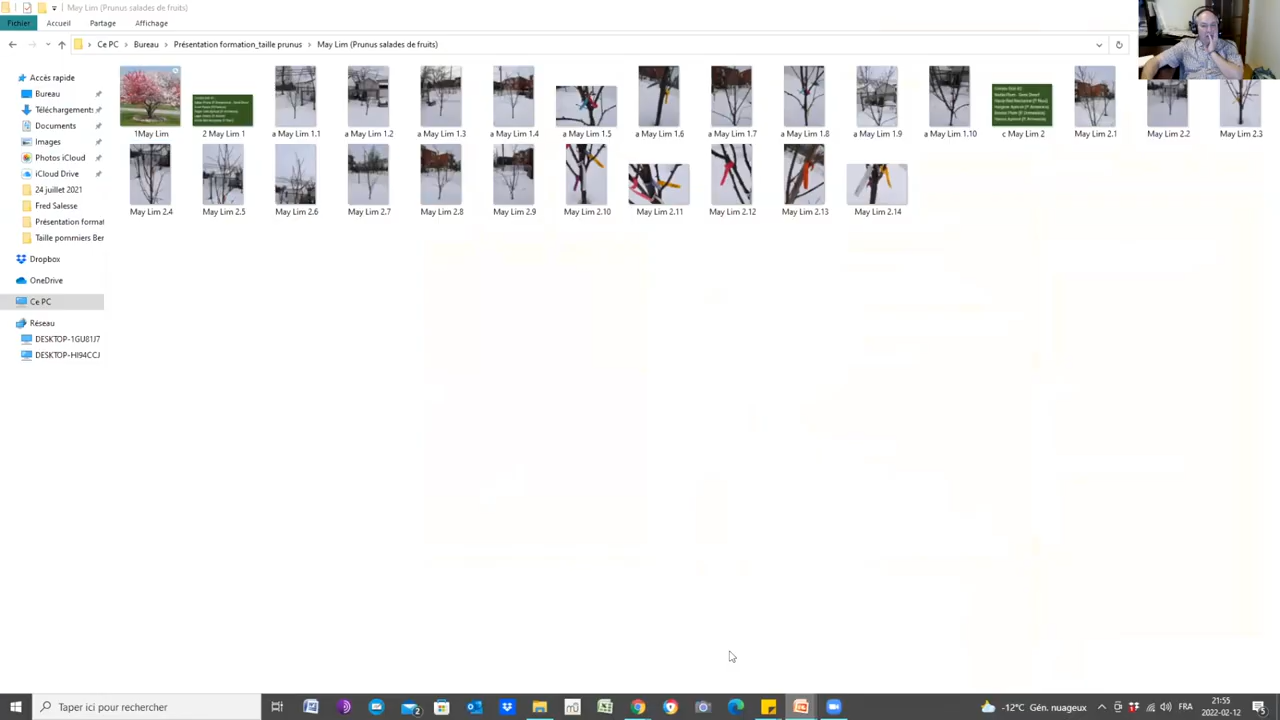 May Lim (Prunus salades de fruits)
Fichier Accueil Partage Affichage
Ce PC > Bureau > Présentation formation_taille prunus > May Lim (Prunus salades de fruits)
Accès rapide
Bureau
Téléchargements
Documents
Images
Photos iCloud
iCloud Drive
24 juillet 2021
Fred Salesse
Présentation format
Taille pommiers Ber
Dropbox
OneDrive
Ce PC
Réseau
DESKTOP-1GU81J7
DESKTOP-HI94CCJ
1May Lim 2 May Lim 1 a May Lim 1.1 a May Lim 1.2 a May Lim 1.3 a May Lim 1.4 a May Lim 1.5 a May Lim 1.6 a May Lim 1.7 a May Lim 1.8 a May Lim 1.9 a May Lim 1.10 c May Lim 2 May Lim 2.1 May Lim 2.2 May Lim 2.3
May Lim 2.4 May Lim 2.5 May Lim 2.6 May Lim 2.7 May Lim 2.8 May Lim 2.9 May Lim 2.10 May Lim 2.11 May Lim 2.12 May Lim 2.13 May Lim 2.14
Taper ici pour rechercher
-12°C Gén. nuageux
FRA
21:55
2022-02-12